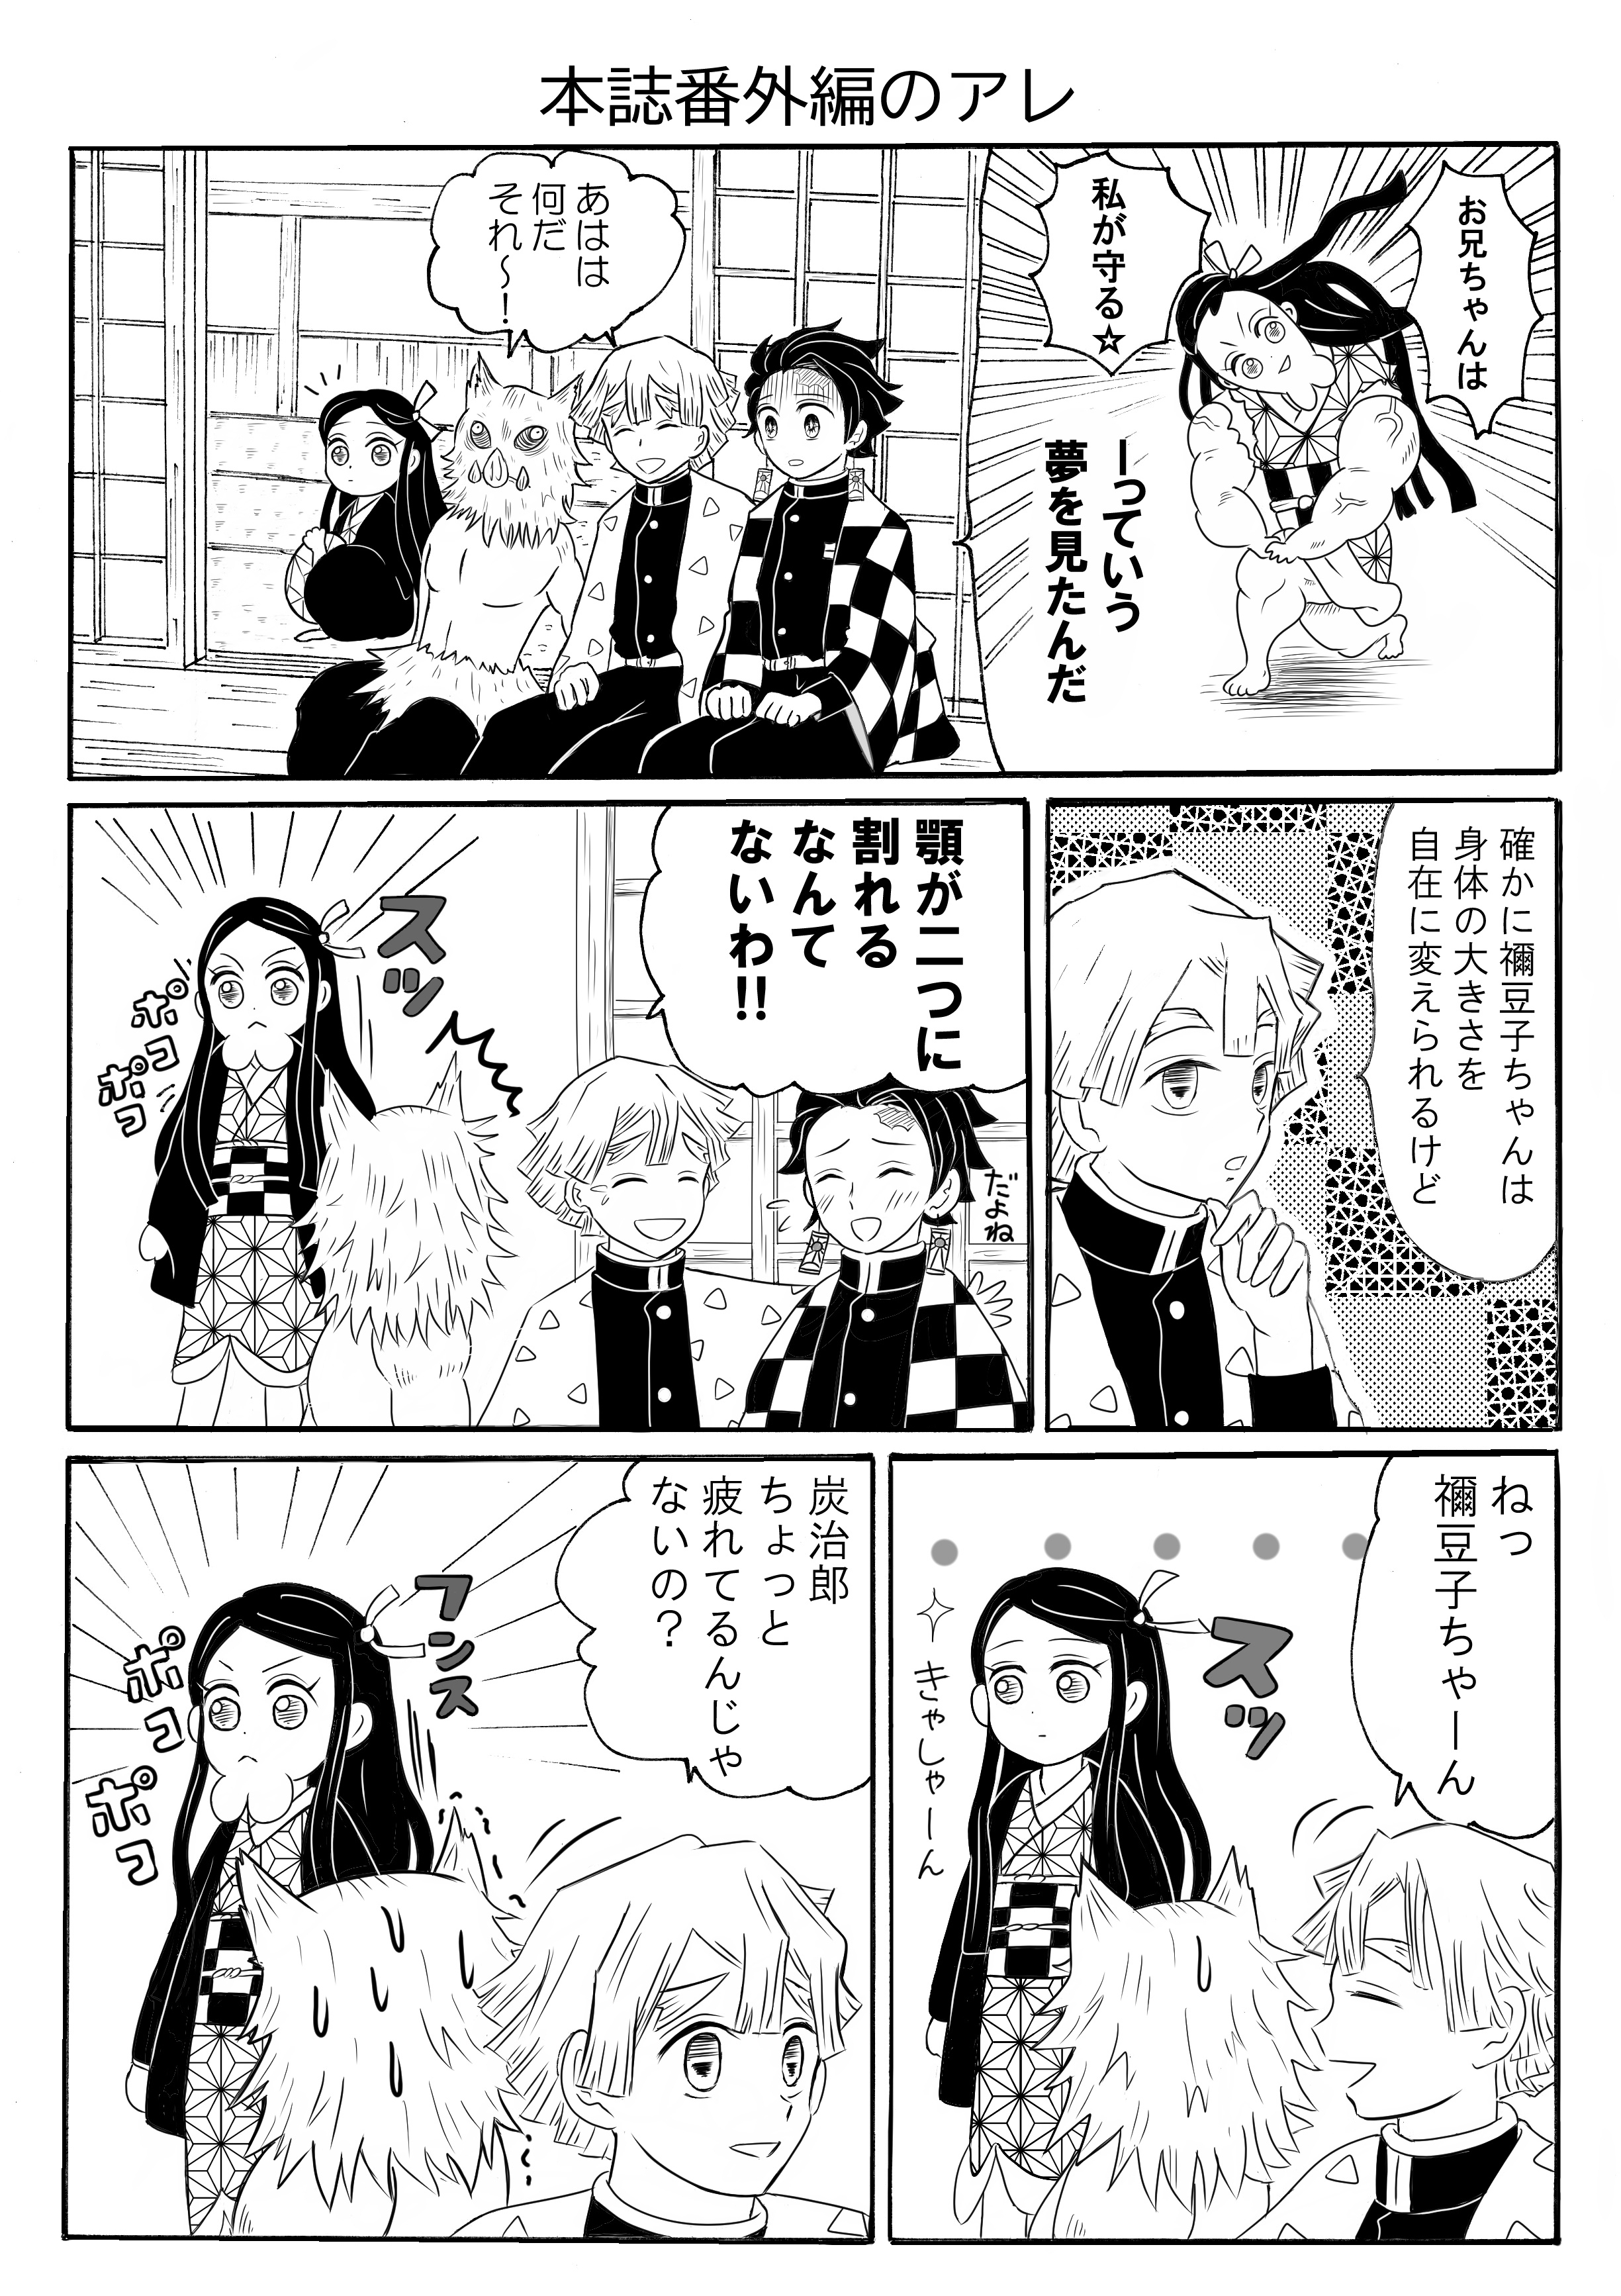 本誌番外編のアレ
お兄ちゃんは
私が守る☆
ーっていう
夢を見たんだ
あはは
何だ
それ～！
確かに禰豆子ちゃんは
身体の大きさを
自在に変えられるけど
顎が二つに
割れる
なんて
ないわ!!
だよね
スッ
ポコ
ポコ
ねっ
禰豆子ちゃーん
スッ
きゃしゃーん
炭治郎
ちょっと
疲れてるんじゃ
ないの？
フンス
ポコ
ポコ